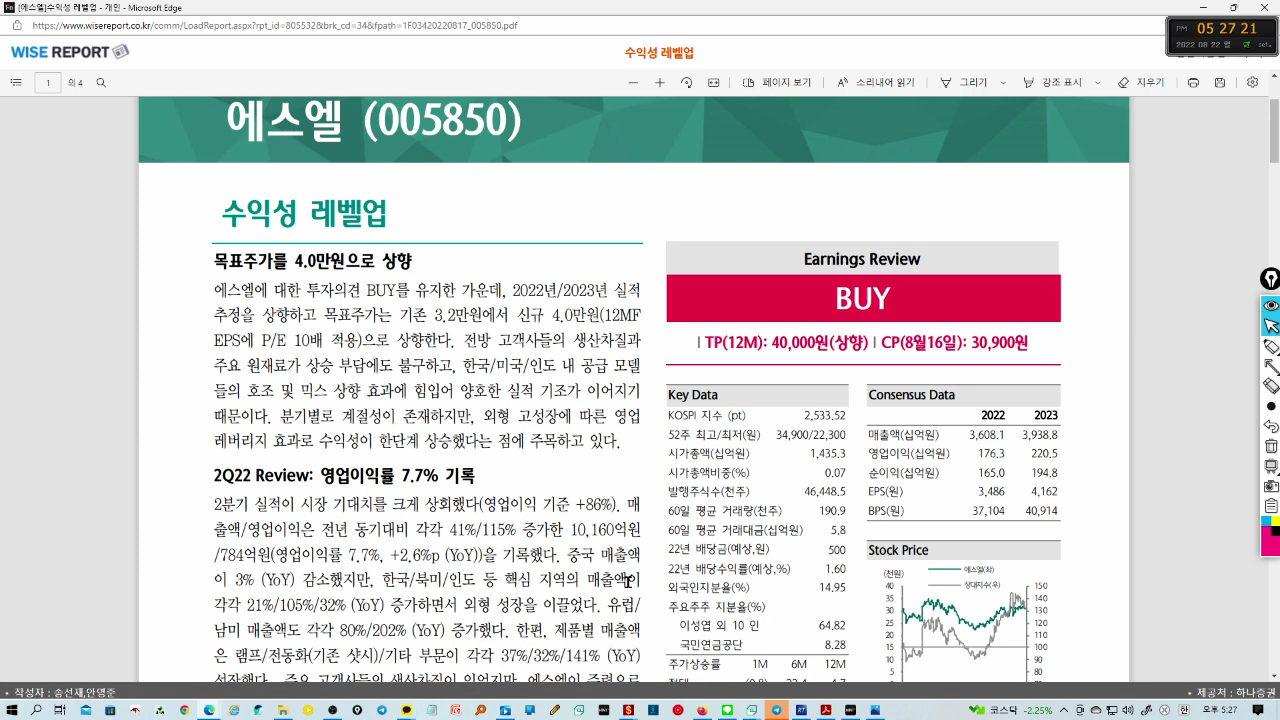 [에스엘]수익성 레벨업 - 개인 - Microsoft Edge
https://www.wisereport.co.kr/comm/LoadReport.aspx?rpt_id=805532&brk_cd=34&fpath=1F03420220817_005850.pdf
PM 05 27 21
2022 08 22 월
WISE REPORT
수익성 레벨업
1 의 4
페이지 보기
소리내어 읽기
그리기
강조 표시
지우기
에스엘 (005850)
수익성 레벨업
목표주가를 4.0만원으로 상향
에스엘에 대한 투자의견 BUY를 유지한 가운데, 2022년/2023년 실적
추정을 상향하고 목표주가는 기존 3.2만원에서 신규 4.0만원(12MF
EPS에 P/E 10배 적용)으로 상향한다. 전방 고객사들의 생산차질과
주요 원재료가 상승 부담에도 불구하고, 한국/미국/인도 내 공급 모델
들의 호조 및 믹스 상향 효과에 힘입어 양호한 실적 기조가 이어지기
때문이다. 분기별로 계절성이 존재하지만, 외형 고성장에 따른 영업
레버리지 효과로 수익성이 한단계 상승했다는 점에 주목하고 있다.
2Q22 Review: 영업이익률 7.7% 기록
2분기 실적이 시장 기대치를 크게 상회했다(영업이익 기준 +86%). 매
출액/영업이익은 전년 동기대비 각각 41%/115% 증가한 10,160억원
/784억원(영업이익률 7.7%, +2.6%p (YoY))을 기록했다. 중국 매출액
이 3% (YoY) 감소했지만, 한국/북미/인도 등 핵심 지역의 매출액이
각각 21%/105%/32% (YoY) 증가하면서 외형 성장을 이끌었다. 유럽/
남미 매출액도 각각 80%/202% (YoY) 증가했다. 한편, 제품별 매출액
은 램프/전동화(기존 샷시)/기타 부문이 각각 37%/32%/141% (YoY)
성장했다. 주요 고객사들의 생산차질이 있었지만, 에스엘이 주력으로
Earnings Review
BUY
| TP(12M): 40,000원(상향) | CP(8월16일): 30,900원
Key Data
KOSPI 지수 (pt) 2,533.52
52주 최고/최저(원) 34,900/22,300
시가총액(십억원) 1,435.3
시가총액비중(%) 0.07
발행주식수(천주) 46,448.5
60일 평균 거래량(천주) 190.9
60일 평균 거래대금(십억원) 5.8
22년 배당금(예상,원) 500
22년 배당수익률(예상,%) 1.60
외국인지분율(%) 14.95
주요주주 지분율(%)
이성엽 외 10 인 64.82
국민연금공단 8.28
주가상승률 1M 6M 12M
Consensus Data
2022 2023
매출액(십억원) 3,608.1 3,938.8
영업이익(십억원) 176.3 220.5
순이익(십억원) 165.0 194.8
EPS(원) 3,486 4,162
BPS(원) 37,104 40,914
Stock Price
(천원)
에스엘(좌)
상대지수(우)
40 150
35 140
30 130
25 120
20 110
15 100
10 90
5 80
• 작성자 : 송선재,안영준
• 제공처 : 하나증권
코스닥 -2.25%
오후 5:27